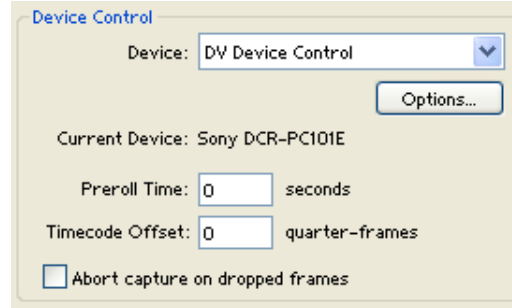 Device Control
Device: DV Device Control
Options...
Current Device: Sony DCR-PC101E
Preroll Time: 0 seconds
Timecode Offset: 0 quarter-frames
Abort capture on dropped frames